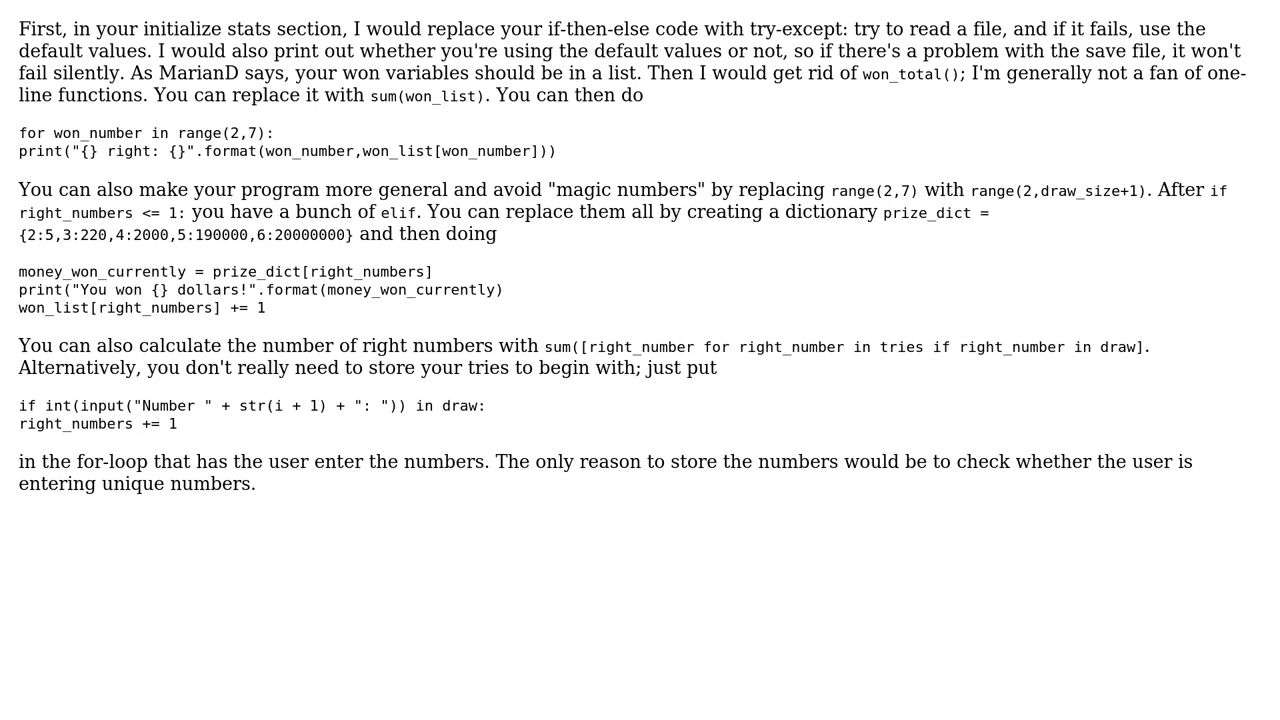 First, in your initialize stats section, I would replace your if-then-else code with try-except: try to read a file, and if it fails, use the
default values. I would also print out whether you're using the default values or not, so if there's a problem with the save file, it won't
fail silently. As MarianD says, your won variables should be in a list. Then I would get rid of won_total(); I'm generally not a fan of one-
line functions. You can replace it with sum(won_list). You can then do
for won_number in range(2,7):
print("{} right: {}".format(won_number,won_list[won_number]))
You can also make your program more general and avoid "magic numbers" by replacing range(2,7) with range(2,draw_size+1). After if
right_numbers <= 1: you have a bunch of elif. You can replace them all by creating a dictionary prize_dict =
{2:5,3:220,4:2000,5:190000,6:20000000} and then doing
money_won_currently = prize_dict[right_numbers]
print("You won {} dollars!".format(money_won_currently)
won_list[right_numbers] += 1
You can also calculate the number of right numbers with sum([right_number for right_number in tries if right_number in draw].
Alternatively, you don't really need to store your tries to begin with; just put
if int(input("Number " + str(i + 1) + ": ")) in draw:
right_numbers += 1
in the for-loop that has the user enter the numbers. The only reason to store the numbers would be to check whether the user is
entering unique numbers.